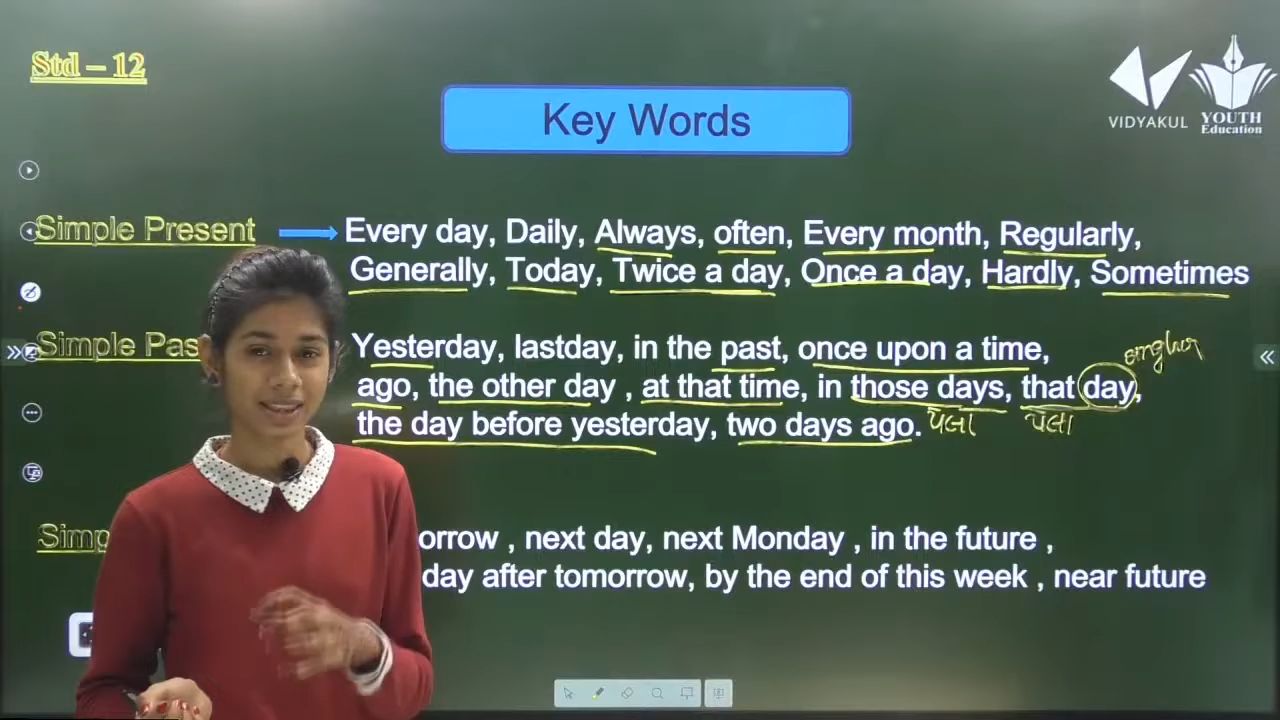 Std – 12
Key Words
VIDYAKUL
YOUTH
Education
Simple Present
Every day, Daily, Always, often, Every month, Regularly,
Generally, Today, Twice a day, Once a day, Hardly, Sometimes
Simple Pas
Yesterday, lastday, in the past, once upon a time,
ago, the other day , at that time, in those days, that day,
the day before yesterday, two days ago.
પેલા
પેલા
Simp
orrow , next day, next Monday , in the future ,
day after tomorrow, by the end of this week , near future